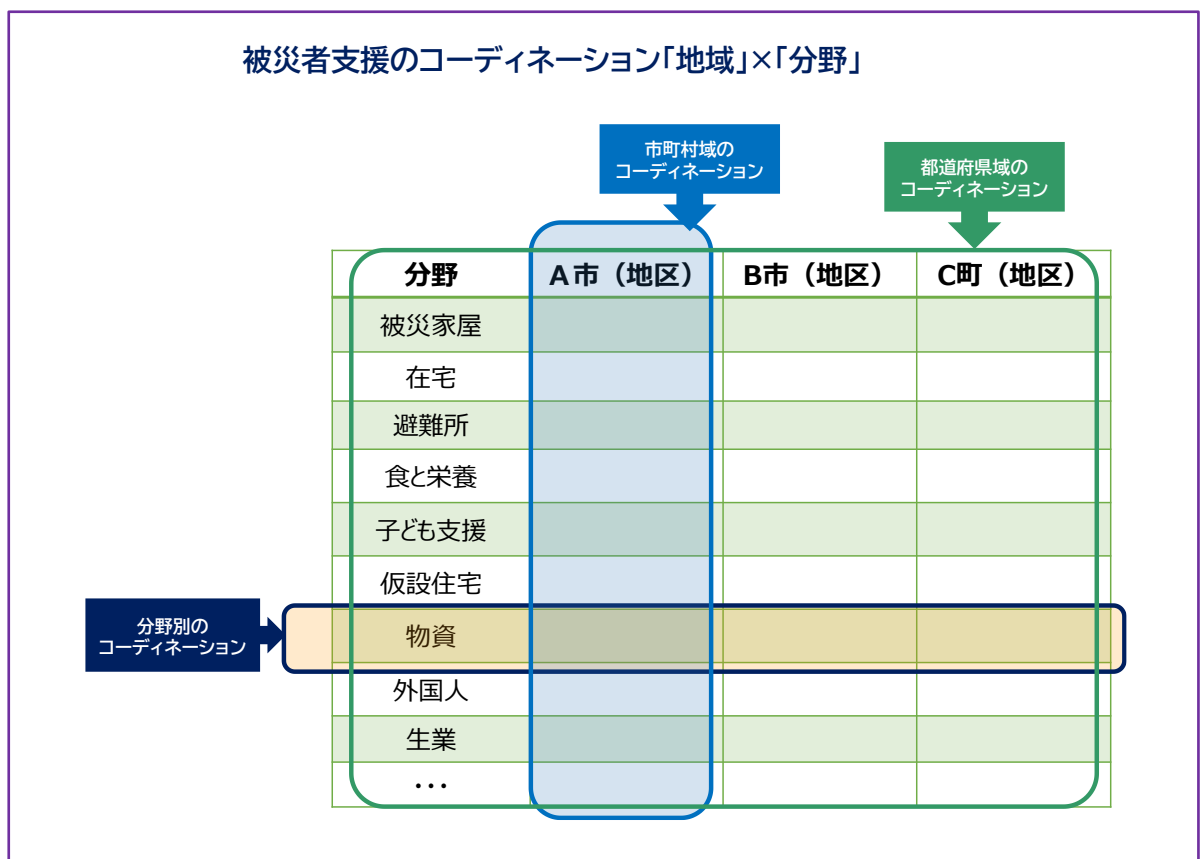 被災者支援のコーディネーション「地域」×「分野」
市町村域の
コーディネーション
都道府県域の
コーディネーション
分野 A市（地区） B市（地区） C町（地区）
被災家屋
在宅
避難所
食と栄養
子ども支援
仮設住宅
分野別の
コーディネーション
物資
外国人
生業
・・・